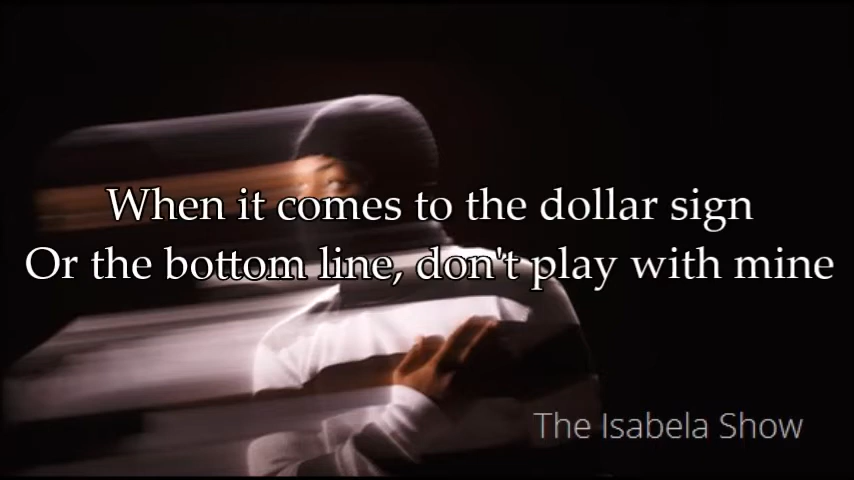 When it comes to the dollar sign
Or the bottom line, don't play with mine
The Isabela Show